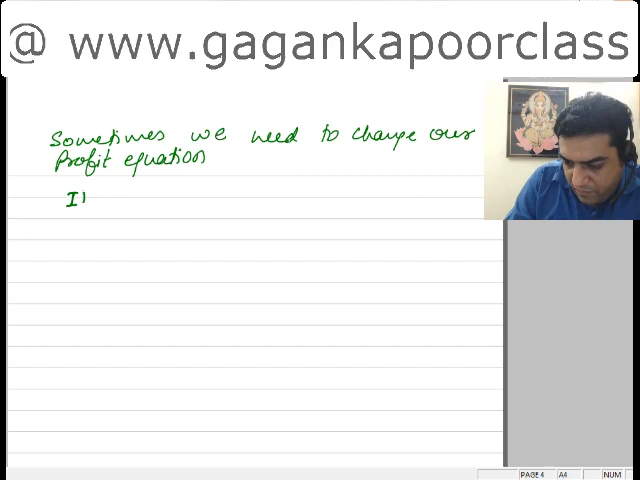 @ www.gagankapoorclass
Sometimes we need to change our
Profit equation
PAGE 4 A4 NUM